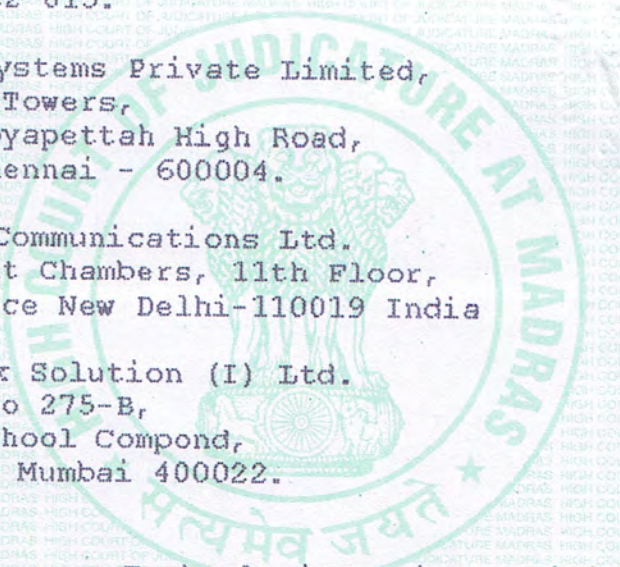 ystems Private Limited,
Towers,
yapettah High Road,
ennai - 600004.
Communications Ltd.
t Chambers, 11th Floor,
ce New Delhi-110019 India
Solution (I) Ltd.
o 275-B,
hool Compond,
Mumbai 400022.
HIGH COURT OF JUDICATURE AT MADRAS
सत्यमेव जयते